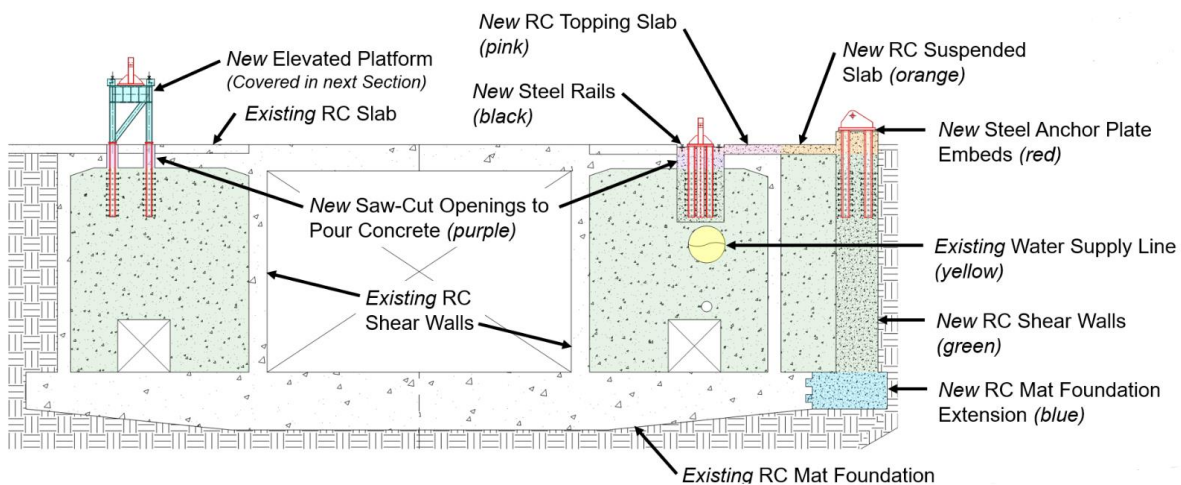 New Elevated Platform
(Covered in next Section)
Existing RC Slab
New RC Topping Slab
(pink)
New Steel Rails
(black)
New RC Suspended
Slab (orange)
New Steel Anchor Plate
Embeds (red)
New Saw-Cut Openings to
Pour Concrete (purple)
Existing Water Supply Line
(yellow)
Existing RC
Shear Walls
New RC Shear Walls
(green)
New RC Mat Foundation
Extension (blue)
Existing RC Mat Foundation